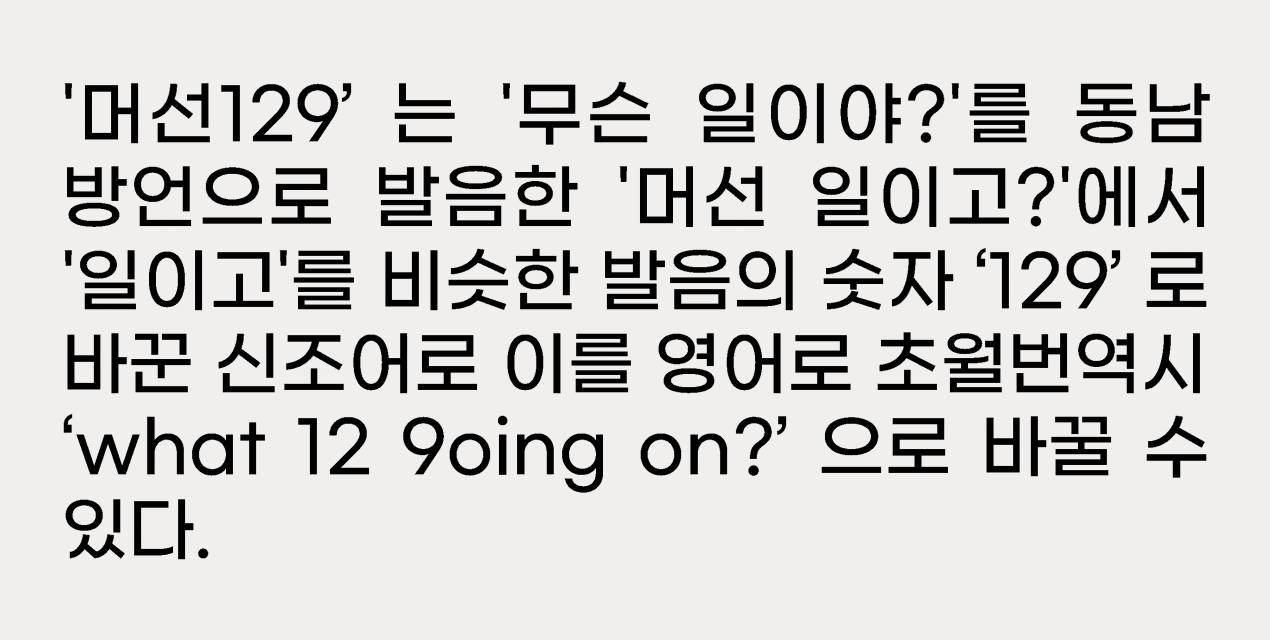 '머선129’ 는 '무슨 일이야?'를 동남
방언으로 발음한 '머선 일이고?'에서
'일이고'를 비슷한 발음의 숫자 ‘129’ 로
바꾼 신조어로 이를 영어로 초월번역시
‘what 12 9oing on?’ 으로 바꿀 수
있다.